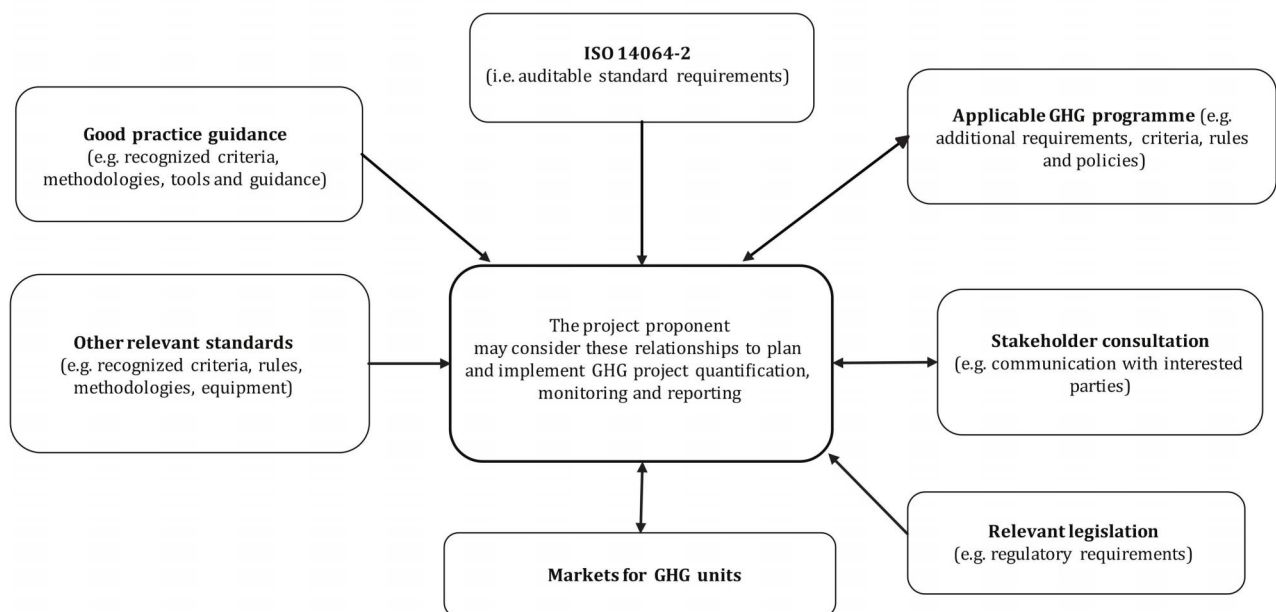 ISO 14064-2
(i.e. auditable standard requirements)
Good practice guidance
(e.g. recognized criteria,
methodologies, tools and guidance)
Applicable GHG programme (e.g.
additional requirements, criteria, rules
and policies)
Other relevant standards
(e.g. recognized criteria, rules,
methodologies, equipment)
The project proponent
may consider these relationships to plan
and implement GHG project quantification,
monitoring and reporting
Stakeholder consultation
(e.g. communication with interested
parties)
Relevant legislation
(e.g. regulatory requirements)
Markets for GHG units